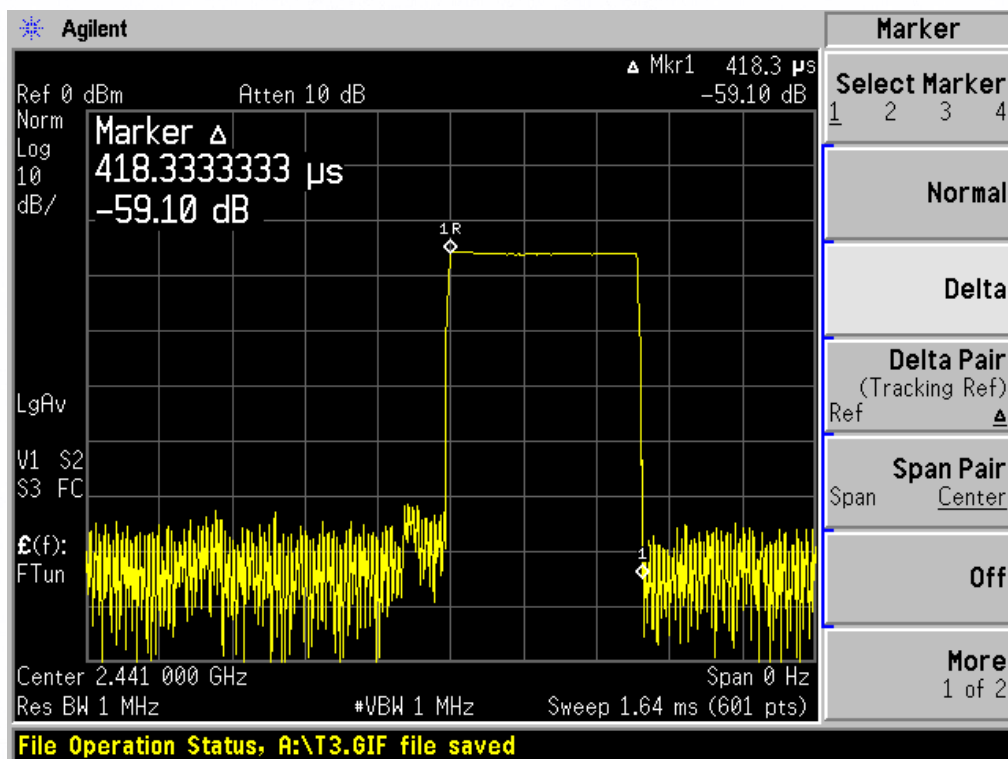 Agilent
Marker
Δ Mkr1 418.3 µs
Ref 0 dBm Atten 10 dB -59.10 dB
Norm
Log
10
dB/
Marker Δ
418.3333333 µs
-59.10 dB
1R
LgAv
V1 S2
S3 FC
£(f):
FTun
1
Center 2.441 000 GHz Span 0 Hz
Res BW 1 MHz #VBW 1 MHz Sweep 1.64 ms (601 pts)
Select Marker
1 2 3 4
Normal
Delta
Delta Pair
(Tracking Ref)
Ref Δ
Span Pair
Span Center
Off
More
1 of 2
File Operation Status, A:\T3.GIF file saved